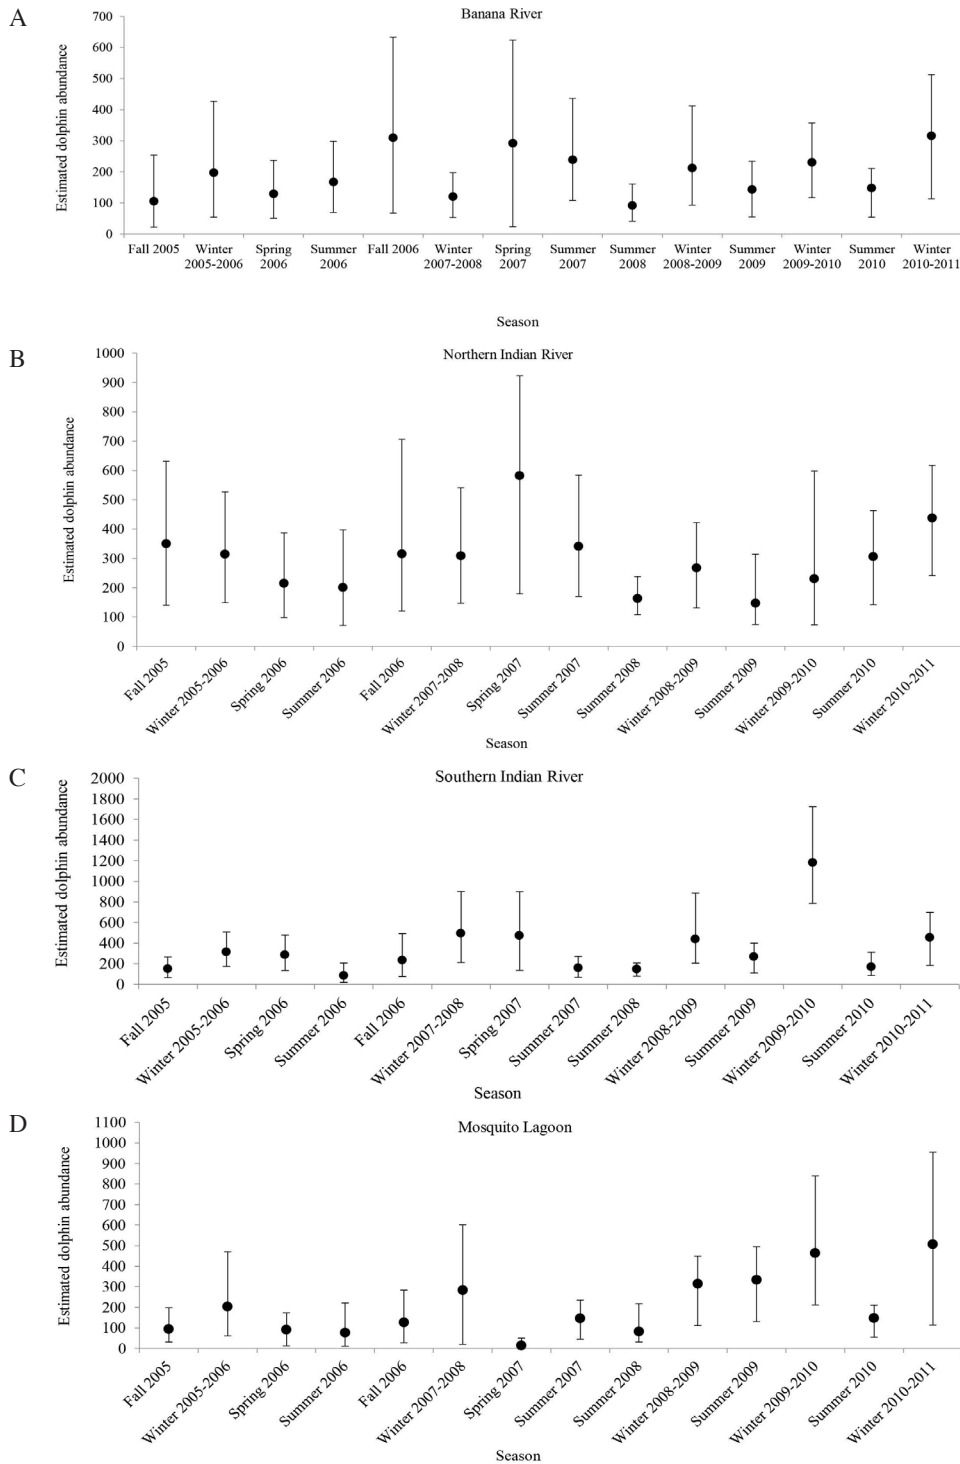 A
Banana River
Estimated dolphin abundance
700
600
500
400
300
200
100
0
Fall 2005
Winter
2005-2006
Spring
2006
Summer
2006
Fall 2006
Winter
2007-2008
Spring
2007
Summer
2007
Summer
2008
Winter
2008-2009
Summer
2009
Winter
2009-2010
Summer
2010
Winter
2010-2011
Season
B
Northern Indian River
Estimated dolphin abundance
1000
900
800
700
600
500
400
300
200
100
0
Fall 2005
Winter 2005-2006
Spring 2006
Summer 2006
Fall 2006
Winter 2007-2008
Spring 2007
Summer 2007
Summer 2008
Winter 2008-2009
Summer 2009
Winter 2009-2010
Summer 2010
Winter 2010-2011
Season
C
Southern Indian River
Estimated dolphin abundance
2000
1800
1600
1400
1200
1000
800
600
400
200
0
Fall 2005
Winter 2005-2006
Spring 2006
Summer 2006
Fall 2006
Winter 2007-2008
Spring 2007
Summer 2007
Summer 2008
Winter 2008-2009
Summer 2009
Winter 2009-2010
Summer 2010
Winter 2010-2011
Season
D
Mosquito Lagoon
Estimated dolphin abundance
1100
1000
900
800
700
600
500
400
300
200
100
0
Fall 2005
Winter 2005-2006
Spring 2006
Summer 2006
Fall 2006
Winter 2007-2008
Spring 2007
Summer 2007
Summer 2008
Winter 2008-2009
Summer 2009
Winter 2009-2010
Summer 2010
Winter 2010-2011
Season